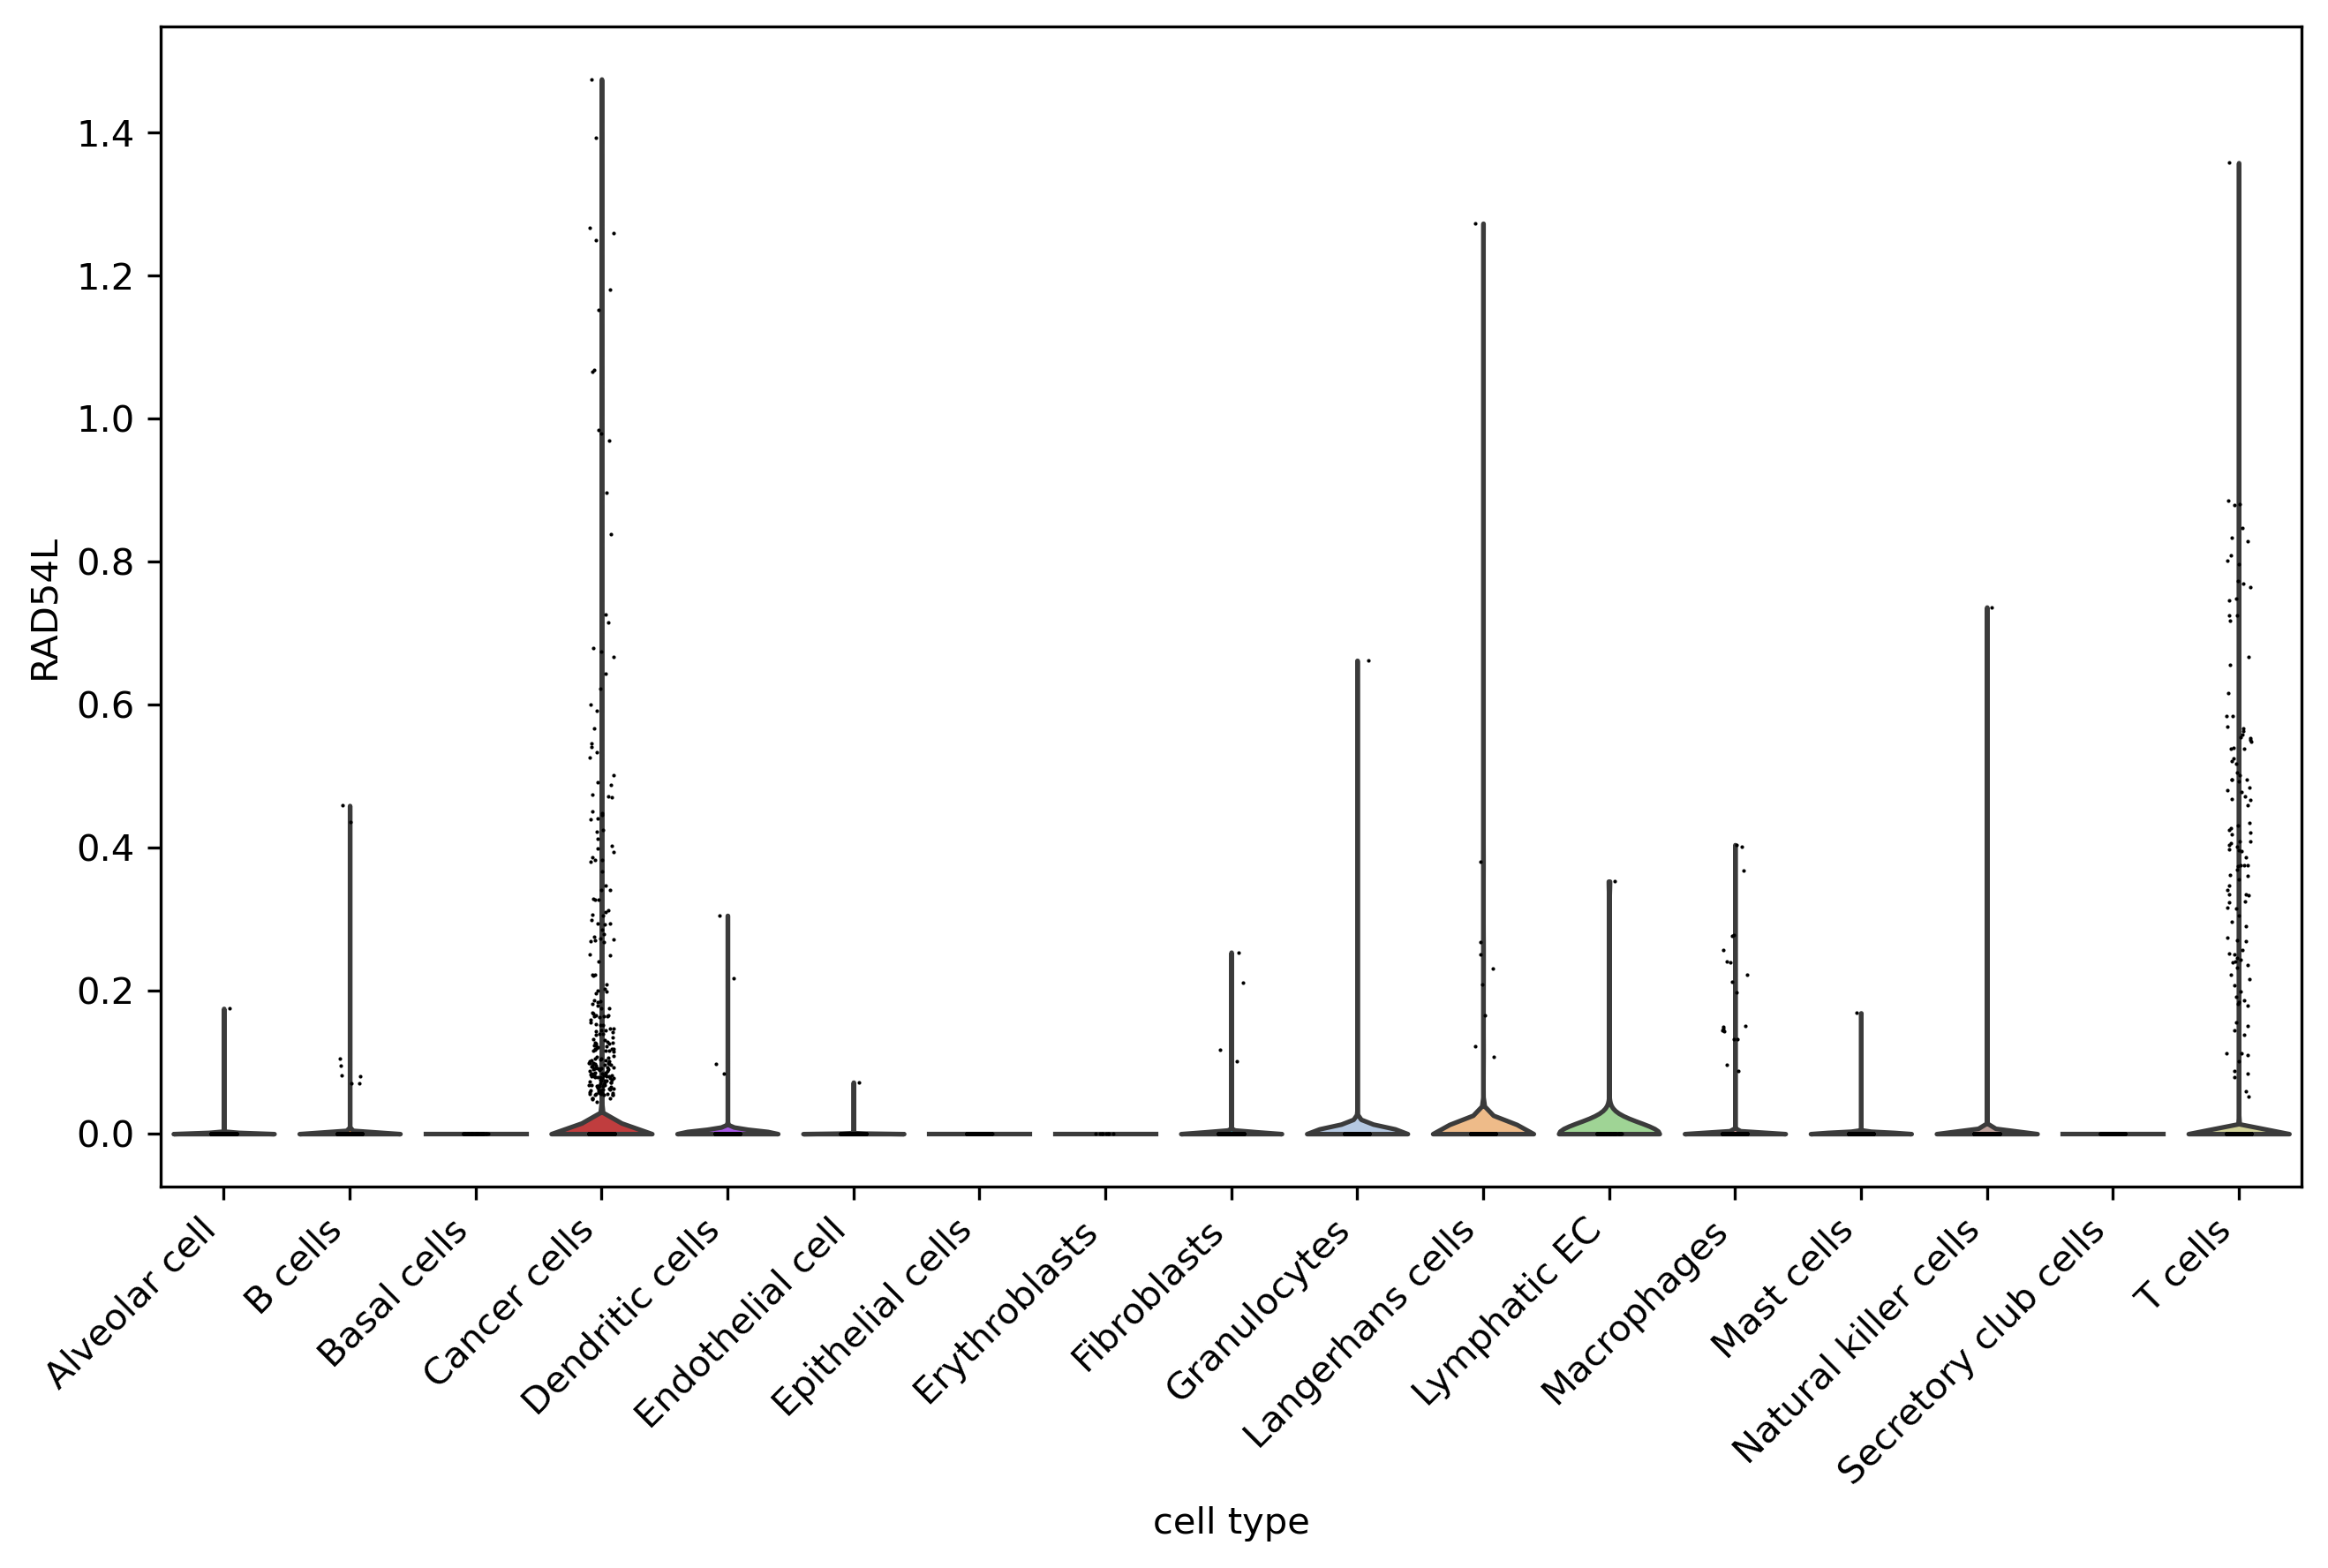 RAD54L
1.4
1.2
1.0
0.8
0.6
0.4
0.2
0.0
Alveolar cell
B cells
Basal cells
Cancer cells
Dendritic cells
Endothelial cell
Epithelial cells
Erythroblasts
Fibroblasts
Granulocytes
Langerhans cells
Lymphatic EC
Macrophages
Mast cells
Natural killer cells
Secretory club cells
T cells
cell type